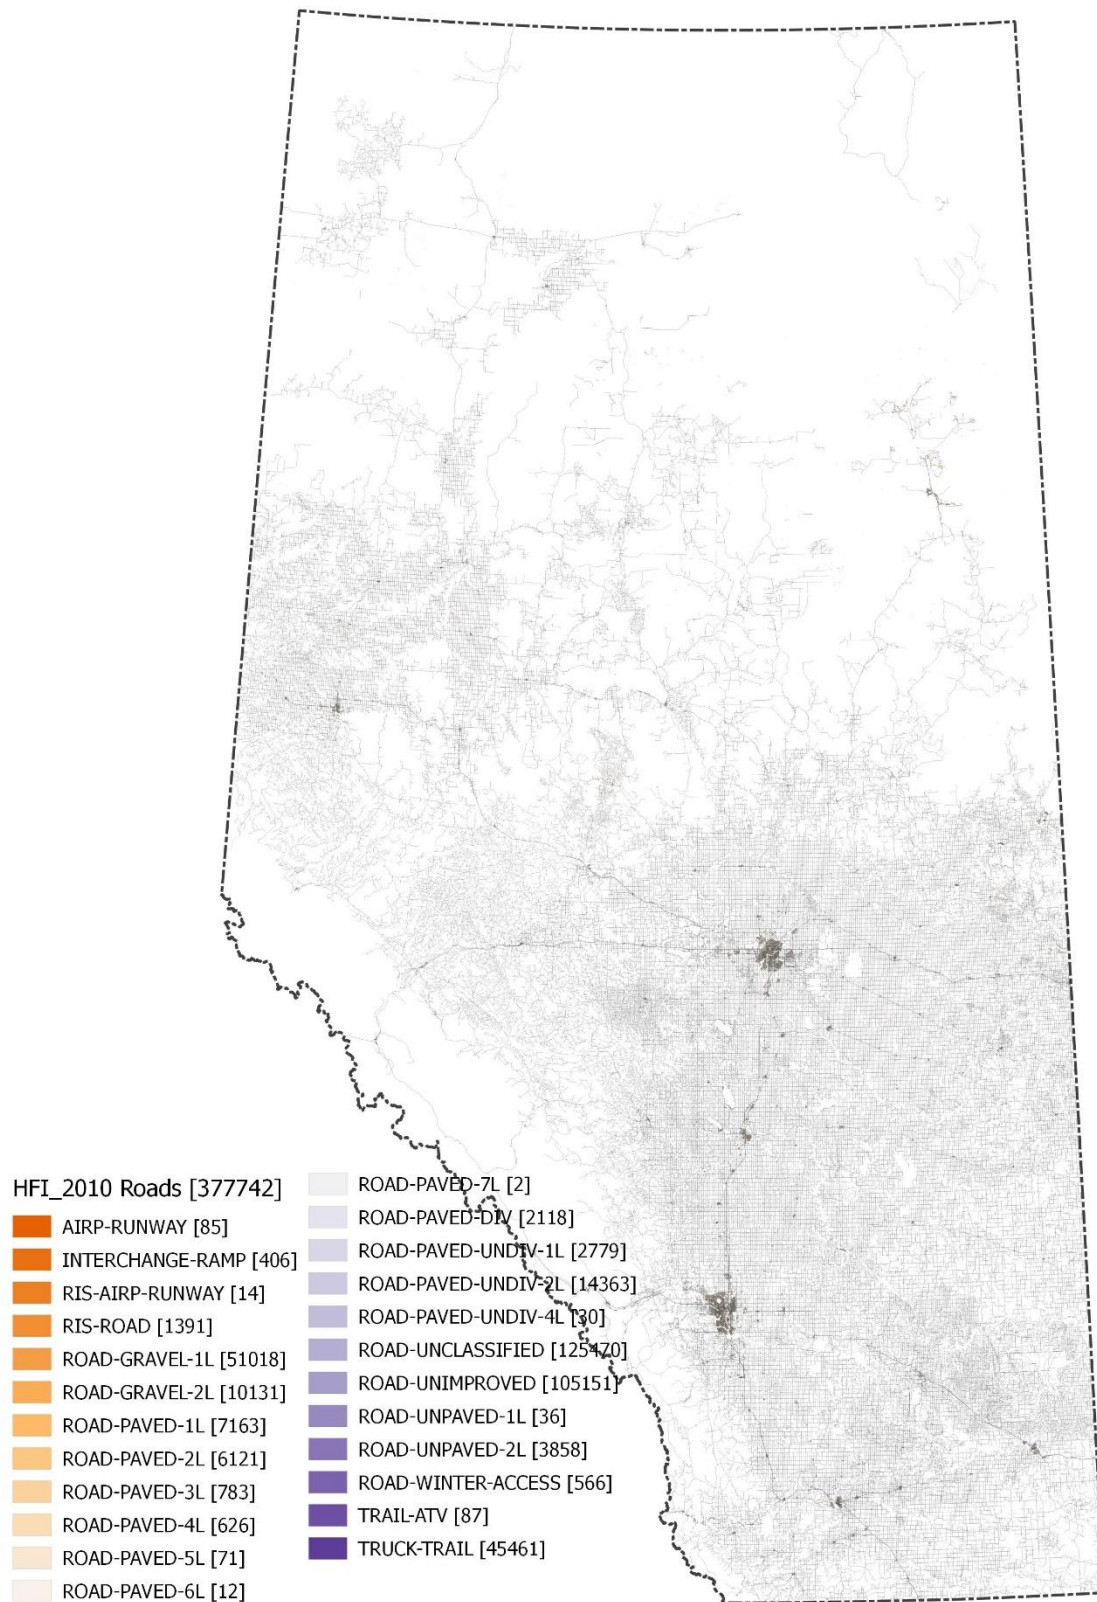 HFI_2010 Roads [377742]
AIRP-RUNWAY [85]
INTERCHANGE-RAMP [406]
RIS-AIRP-RUNWAY [14]
RIS-ROAD [1391]
ROAD-GRAVEL-1L [51018]
ROAD-GRAVEL-2L [10131]
ROAD-PAVED-1L [7163]
ROAD-PAVED-2L [6121]
ROAD-PAVED-3L [783]
ROAD-PAVED-4L [626]
ROAD-PAVED-5L [71]
ROAD-PAVED-6L [12]
ROAD-PAVED-7L [2]
ROAD-PAVED-DIV [2118]
ROAD-PAVED-UNDIV-1L [2779]
ROAD-PAVED-UNDIV-2L [14363]
ROAD-PAVED-UNDIV-4L [30]
ROAD-UNCLASSIFIED [125470]
ROAD-UNIMPROVED [105151]
ROAD-UNPAVED-1L [36]
ROAD-UNPAVED-2L [3858]
ROAD-WINTER-ACCESS [566]
TRAIL-ATV [87]
TRUCK-TRAIL [45461]